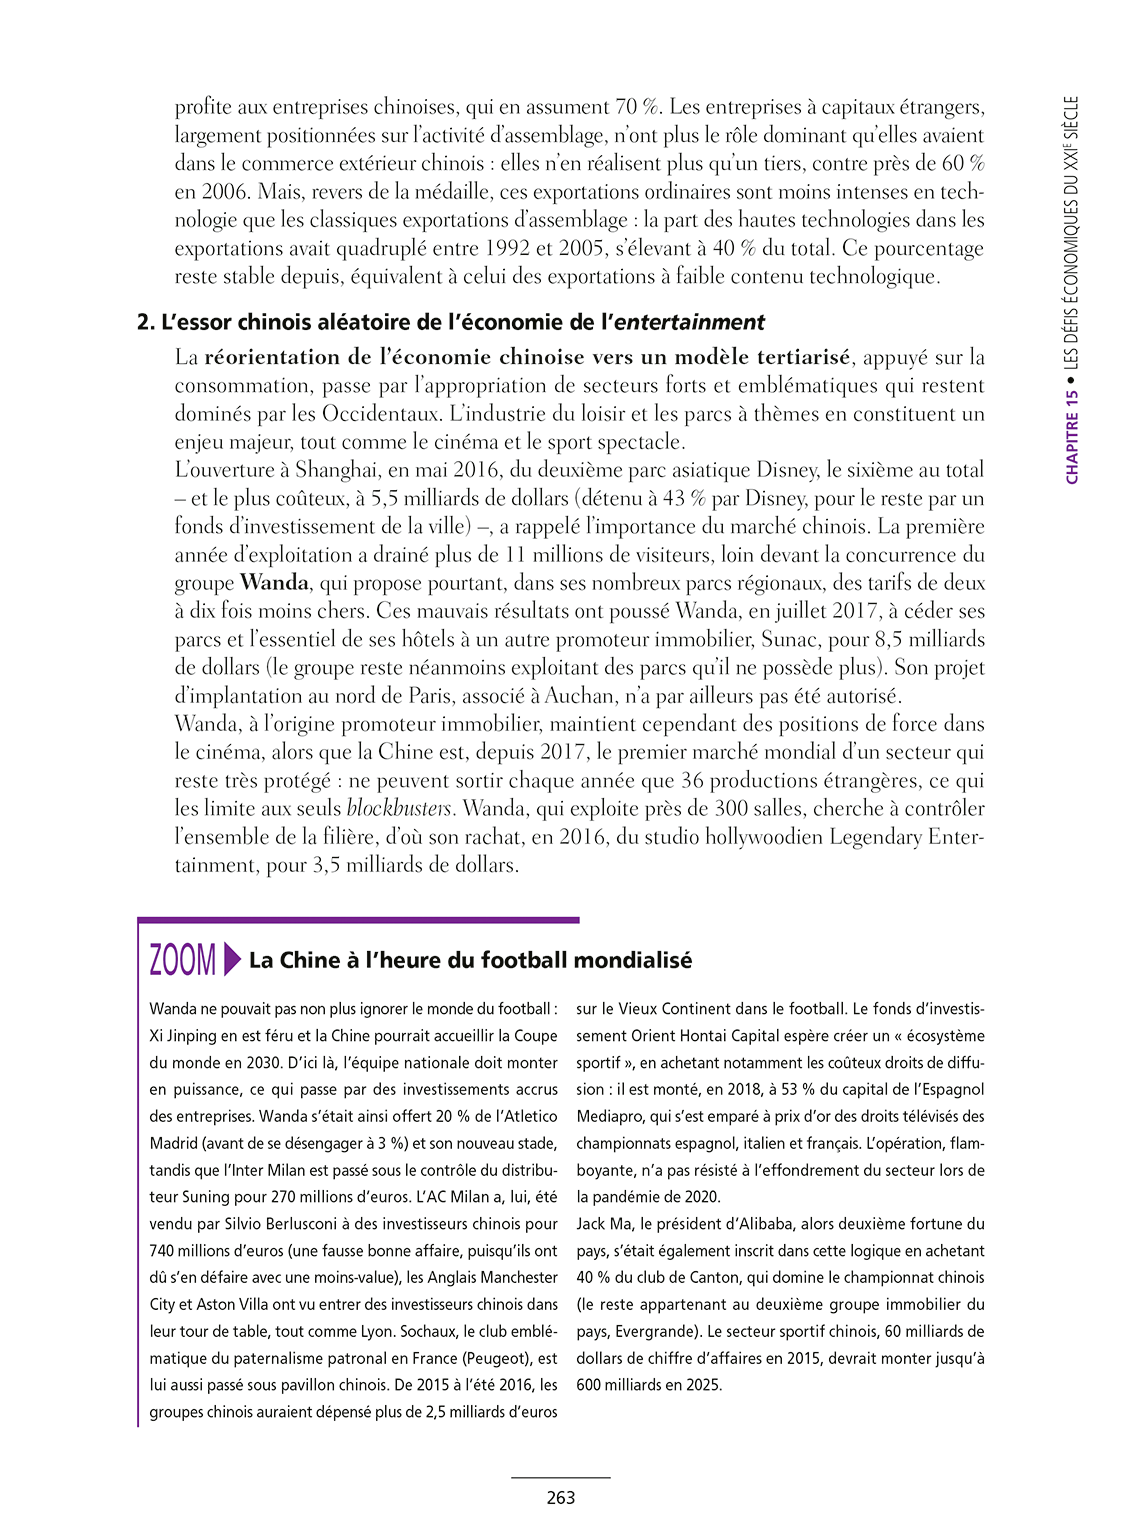 profite aux entreprises chinoises, qui en assument 70 %. Les entreprises à capitaux étrangers,
largement positionnées sur l’activité d’assemblage, n’ont plus le rôle dominant qu’elles avaient
dans le commerce extérieur chinois : elles n’en réalisent plus qu’un tiers, contre près de 60 %
en 2006. Mais, revers de la médaille, ces exportations ordinaires sont moins intenses en tech-
nologie que les classiques exportations d’assemblage : la part des hautes technologies dans les
exportations avait quadruplé entre 1992 et 2005, s’élevant à 40 % du total. Ce pourcentage
reste stable depuis, équivalent à celui des exportations à faible contenu technologique.
2. L’essor chinois aléatoire de l’économie de l’entertainment
La réorientation de l’économie chinoise vers un modèle tertiarisé, appuyé sur la
consommation, passe par l’appropriation de secteurs forts et emblématiques qui restent
dominés par les Occidentaux. L’industrie du loisir et les parcs à thèmes en constituent un
enjeu majeur, tout comme le cinéma et le sport spectacle.
L’ouverture à Shanghai, en mai 2016, du deuxième parc asiatique Disney, le sixième au total
– et le plus coûteux, à 5,5 milliards de dollars (détenu à 43 % par Disney, pour le reste par un
fonds d’investissement de la ville) –, a rappelé l’importance du marché chinois. La première
année d’exploitation a drainé plus de 11 millions de visiteurs, loin devant la concurrence du
groupe Wanda, qui propose pourtant, dans ses nombreux parcs régionaux, des tarifs de deux
à dix fois moins chers. Ces mauvais résultats ont poussé Wanda, en juillet 2017, à céder ses
parcs et l’essentiel de ses hôtels à un autre promoteur immobilier, Sunac, pour 8,5 milliards
de dollars (le groupe reste néanmoins exploitant des parcs qu’il ne possède plus). Son projet
d’implantation au nord de Paris, associé à Auchan, n’a par ailleurs pas été autorisé.
Wanda, à l’origine promoteur immobilier, maintient cependant des positions de force dans
le cinéma, alors que la Chine est, depuis 2017, le premier marché mondial d’un secteur qui
reste très protégé : ne peuvent sortir chaque année que 36 productions étrangères, ce qui
les limite aux seuls blockbusters. Wanda, qui exploite près de 300 salles, cherche à contrôler
l’ensemble de la filière, d’où son rachat, en 2016, du studio hollywoodien Legendary Enter-
tainment, pour 3,5 milliards de dollars.
ZOOM La Chine à l’heure du football mondialisé
Wanda ne pouvait pas non plus ignorer le monde du football :
Xi Jinping en est féru et la Chine pourrait accueillir la Coupe
du monde en 2030. D’ici là, l’équipe nationale doit monter
en puissance, ce qui passe par des investissements accrus
des entreprises. Wanda s’était ainsi offert 20 % de l’Atletico
Madrid (avant de se désengager à 3 %) et son nouveau stade,
tandis que l’Inter Milan est passé sous le contrôle du distribu-
teur Suning pour 270 millions d’euros. L’AC Milan a, lui, été
vendu par Silvio Berlusconi à des investisseurs chinois pour
740 millions d’euros (une fausse bonne affaire, puisqu’ils ont
dû s’en défaire avec une moins-value), les Anglais Manchester
City et Aston Villa ont vu entrer des investisseurs chinois dans
leur tour de table, tout comme Lyon. Sochaux, le club emblé-
matique du paternalisme patronal en France (Peugeot), est
lui aussi passé sous pavillon chinois. De 2015 à l’été 2016, les
groupes chinois auraient dépensé plus de 2,5 milliards d’euros
sur le Vieux Continent dans le football. Le fonds d’investis-
sement Orient Hontai Capital espère créer un « écosystème
sportif », en achetant notamment les coûteux droits de diffu-
sion : il est monté, en 2018, à 53 % du capital de l’Espagnol
Mediapro, qui s’est emparé à prix d’or des droits télévisés des
championnats espagnol, italien et français. L’opération, flam-
boyante, n’a pas résisté à l’effondrement du secteur lors de
la pandémie de 2020.
Jack Ma, le président d’Alibaba, alors deuxième fortune du
pays, s’était également inscrit dans cette logique en achetant
40 % du club de Canton, qui domine le championnat chinois
(le reste appartenant au deuxième groupe immobilier du
pays, Evergrande). Le secteur sportif chinois, 60 milliards de
dollars de chiffre d’affaires en 2015, devrait monter jusqu’à
600 milliards en 2025.
CHAPITRE 15 • LES DÉFIS ÉCONOMIQUES DU XXIE SIÈCLE
263